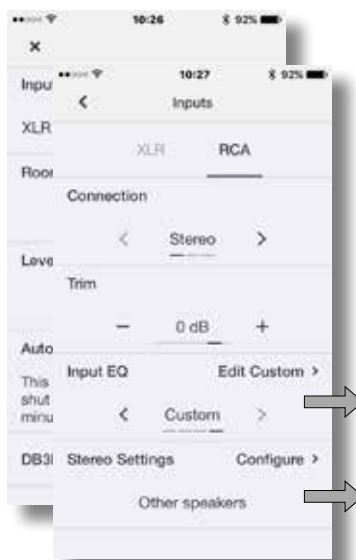 10:26 92%
×
Inpu
XLR
Roo
Leve
Auto
This
shut
minu
DB3
10:27 92%
< Inputs
XLR RCA
Connection
< Stereo >
Trim
− 0 dB +
Input EQ Edit Custom >
< Custom >
Stereo Settings Configure >
Other speakers